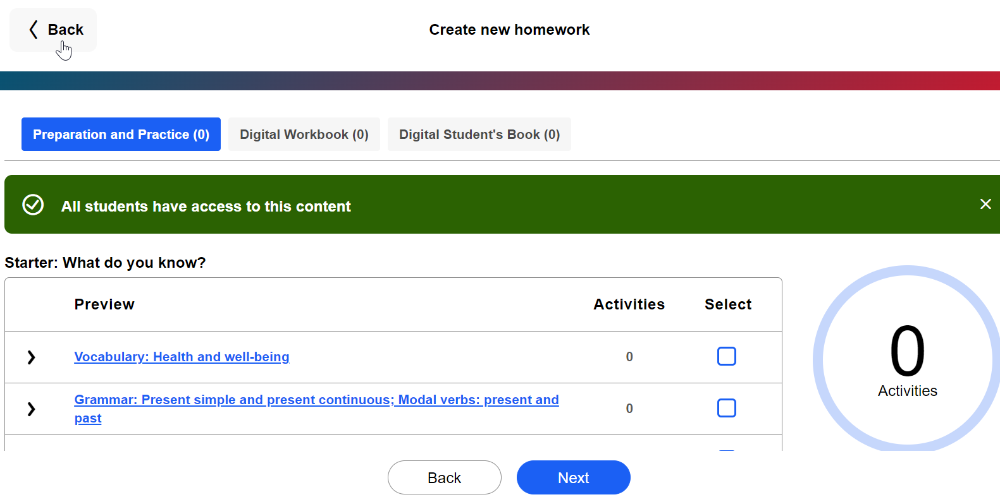 Back
Create new homework
Preparation and Practice (0)
Digital Workbook (0)
Digital Student's Book (0)
All students have access to this content
Starter: What do you know?
Preview
Activities
Select
Vocabulary: Health and well-being
0
Grammar: Present simple and present continuous; Modal verbs: present and
past
0
0
Activities
Back
Next